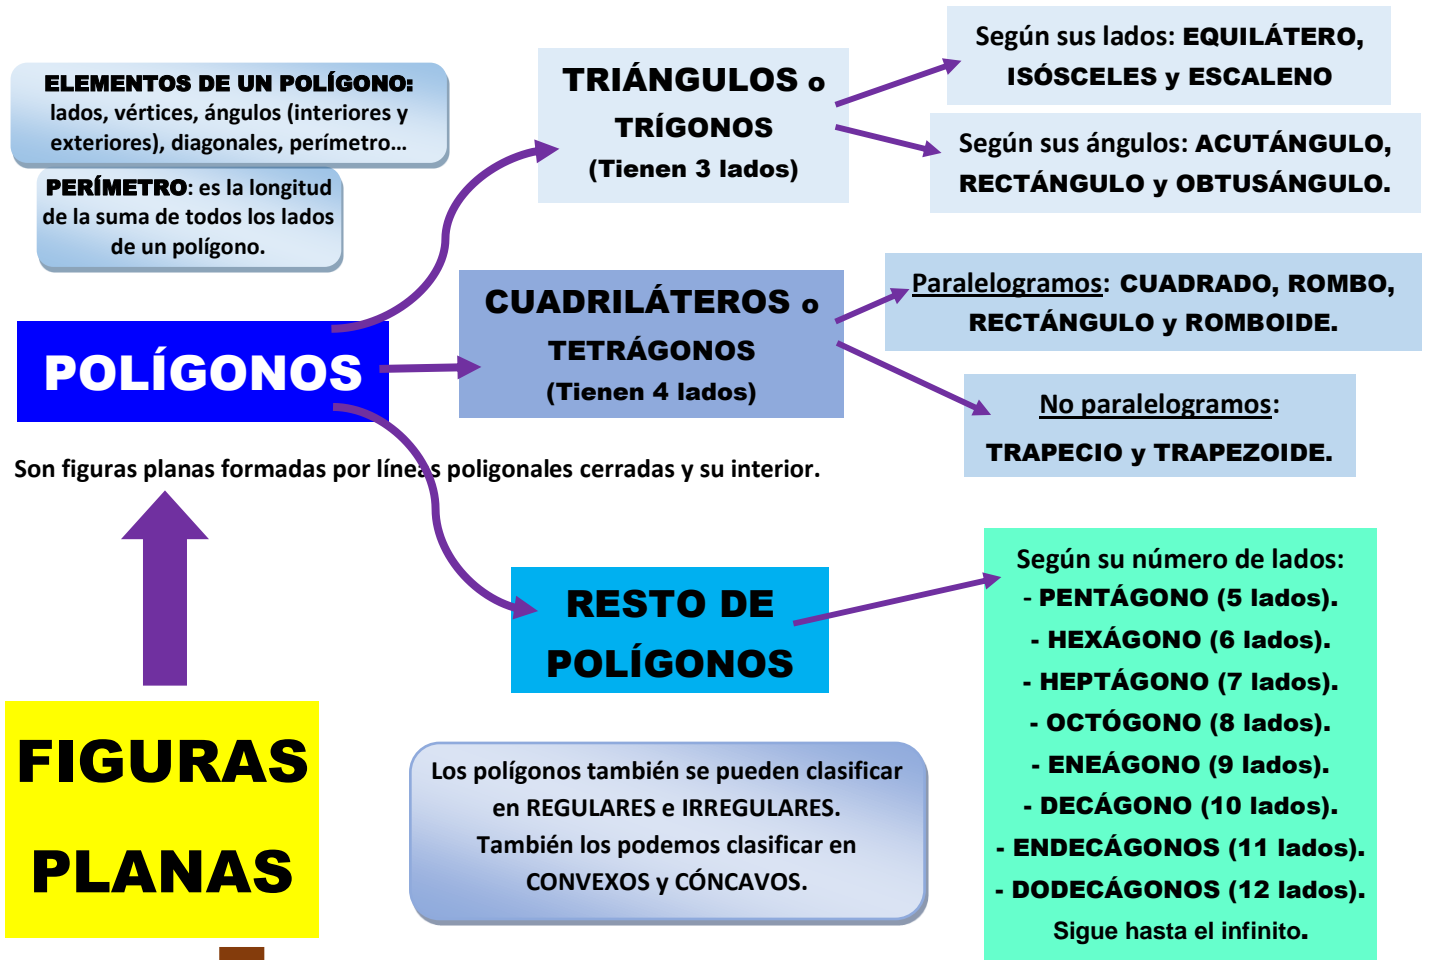 ELEMENTOS DE UN POLÍGONO:
lados, vértices, ángulos (interiores y
exteriores), diagonales, perímetro…
PERÍMETRO: es la longitud
de la suma de todos los lados
de un polígono.
POLÍGONOS
Son figuras planas formadas por líneas poligonales cerradas y su interior.
FIGURAS
PLANAS
TRIÁNGULOS o
TRÍGONOS
(Tienen 3 lados)
Según sus lados: EQUILÁTERO,
ISÓSCELES y ESCALENO
Según sus ángulos: ACUTÁNGULO,
RECTÁNGULO y OBTUSÁNGULO.
CUADRILÁTEROS o
TETRÁGONOS
(Tienen 4 lados)
Paralelogramos: CUADRADO, ROMBO,
RECTÁNGULO y ROMBOIDE.
No paralelogramos:
TRAPECIO y TRAPEZOIDE.
RESTO DE
POLÍGONOS
Según su número de lados:
- PENTÁGONO (5 lados).
- HEXÁGONO (6 lados).
- HEPTÁGONO (7 lados).
- OCTÓGONO (8 lados).
- ENEÁGONO (9 lados).
- DECÁGONO (10 lados).
- ENDECÁGONOS (11 lados).
- DODECÁGONOS (12 lados).
Sigue hasta el infinito.
Los polígonos también se pueden clasificar
en REGULARES e IRREGULARES.
También los podemos clasificar en
CONVEXOS y CÓNCAVOS.